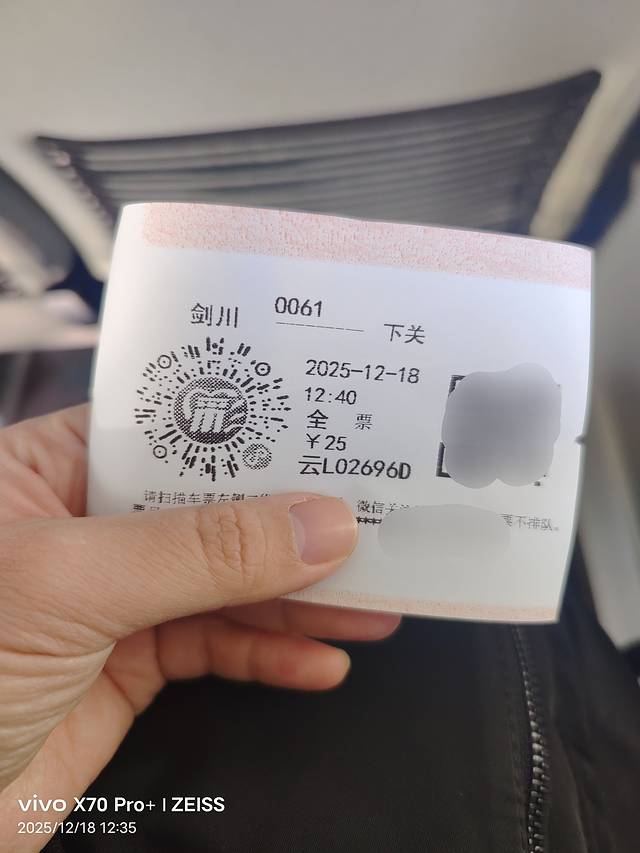 剑川 0061 下关
2025-12-18
12:40
全 票
￥25
云L02696D
请扫描车票左侧二维 微信关
票 *** 票不排队。
vivo X70 Pro+ | ZEISS
2025/12/18 12:35